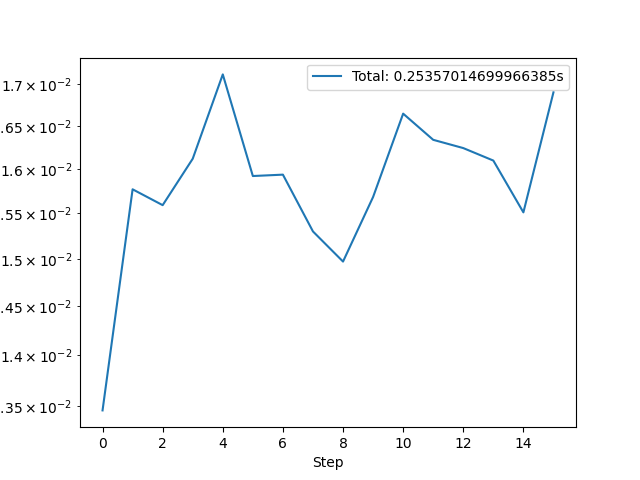 Total: 0.25357014699966385s
1.7 × 10⁻²
.65 × 10⁻²
1.6 × 10⁻²
.55 × 10⁻²
1.5 × 10⁻²
.45 × 10⁻²
1.4 × 10⁻²
.35 × 10⁻²
0 2 4 6 8 10 12 14
Step